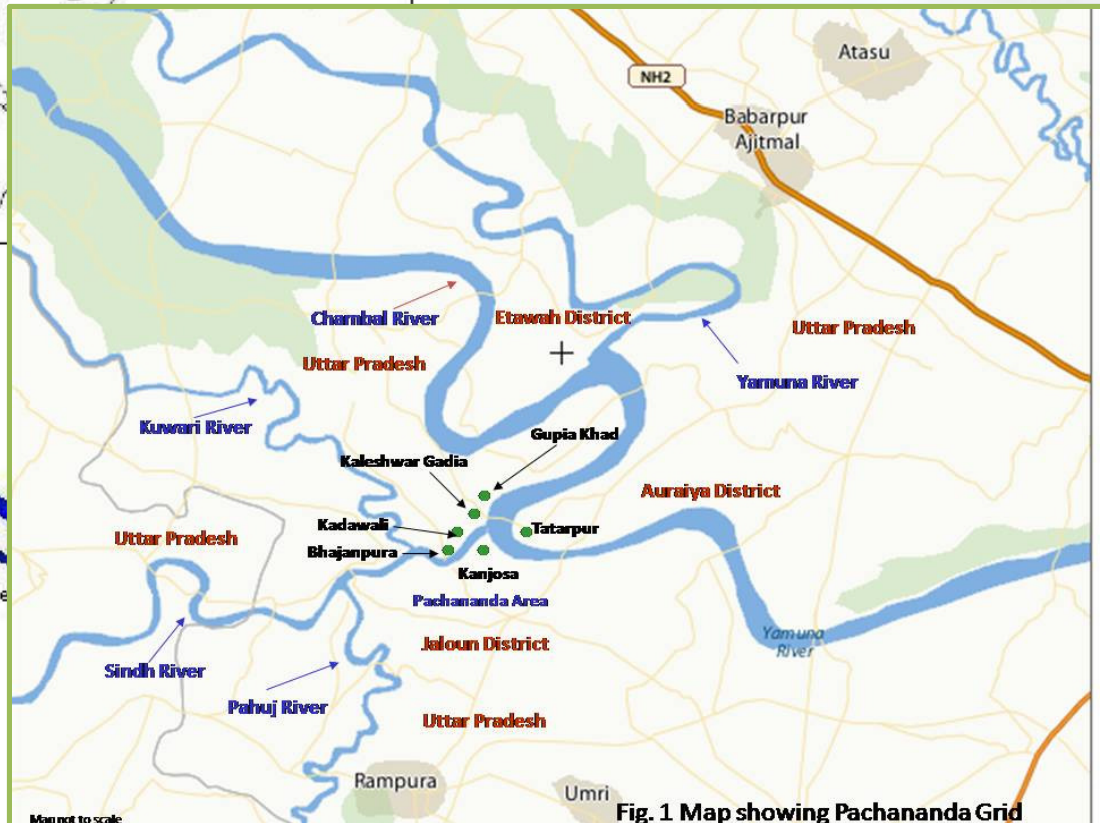 Atasu
NH2
Babarpur
Ajitmal
Chambal River
Etawah District
Uttar Pradesh
Uttar Pradesh
Yamuna River
Kuwari River
Gupia Khad
Kaleshwar Gadia
Auraiya District
Kadawali
Tatarpur
Uttar Pradesh
Bhajanpura
Kanjosa
Pachananda Area
Jaloun District
Yamuna
River
Sindh River
Pahuj River
Uttar Pradesh
Rampura
Umri
Map not to scale
Fig. 1 Map showing Pachananda Grid